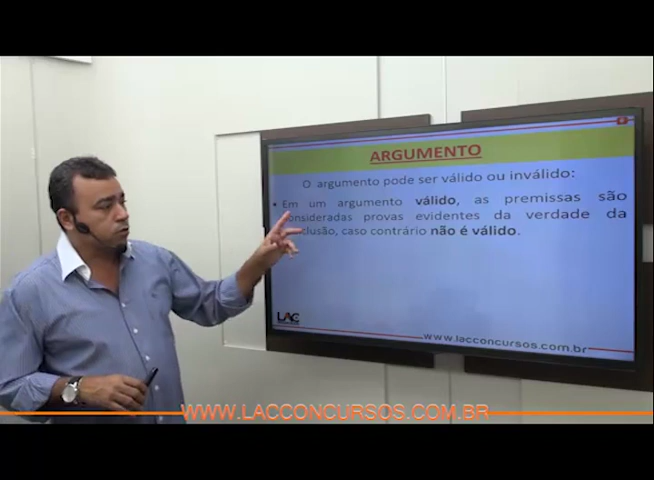 ARGUMENTO
O argumento pode ser válido ou inválido:
• Em um argumento válido, as premissas são
consideradas provas evidentes da verdade da
clusão, caso contrário não é válido.
LAC
www.lacconcursos.com.br
WWW.LACCONCURSOS.COM.BR